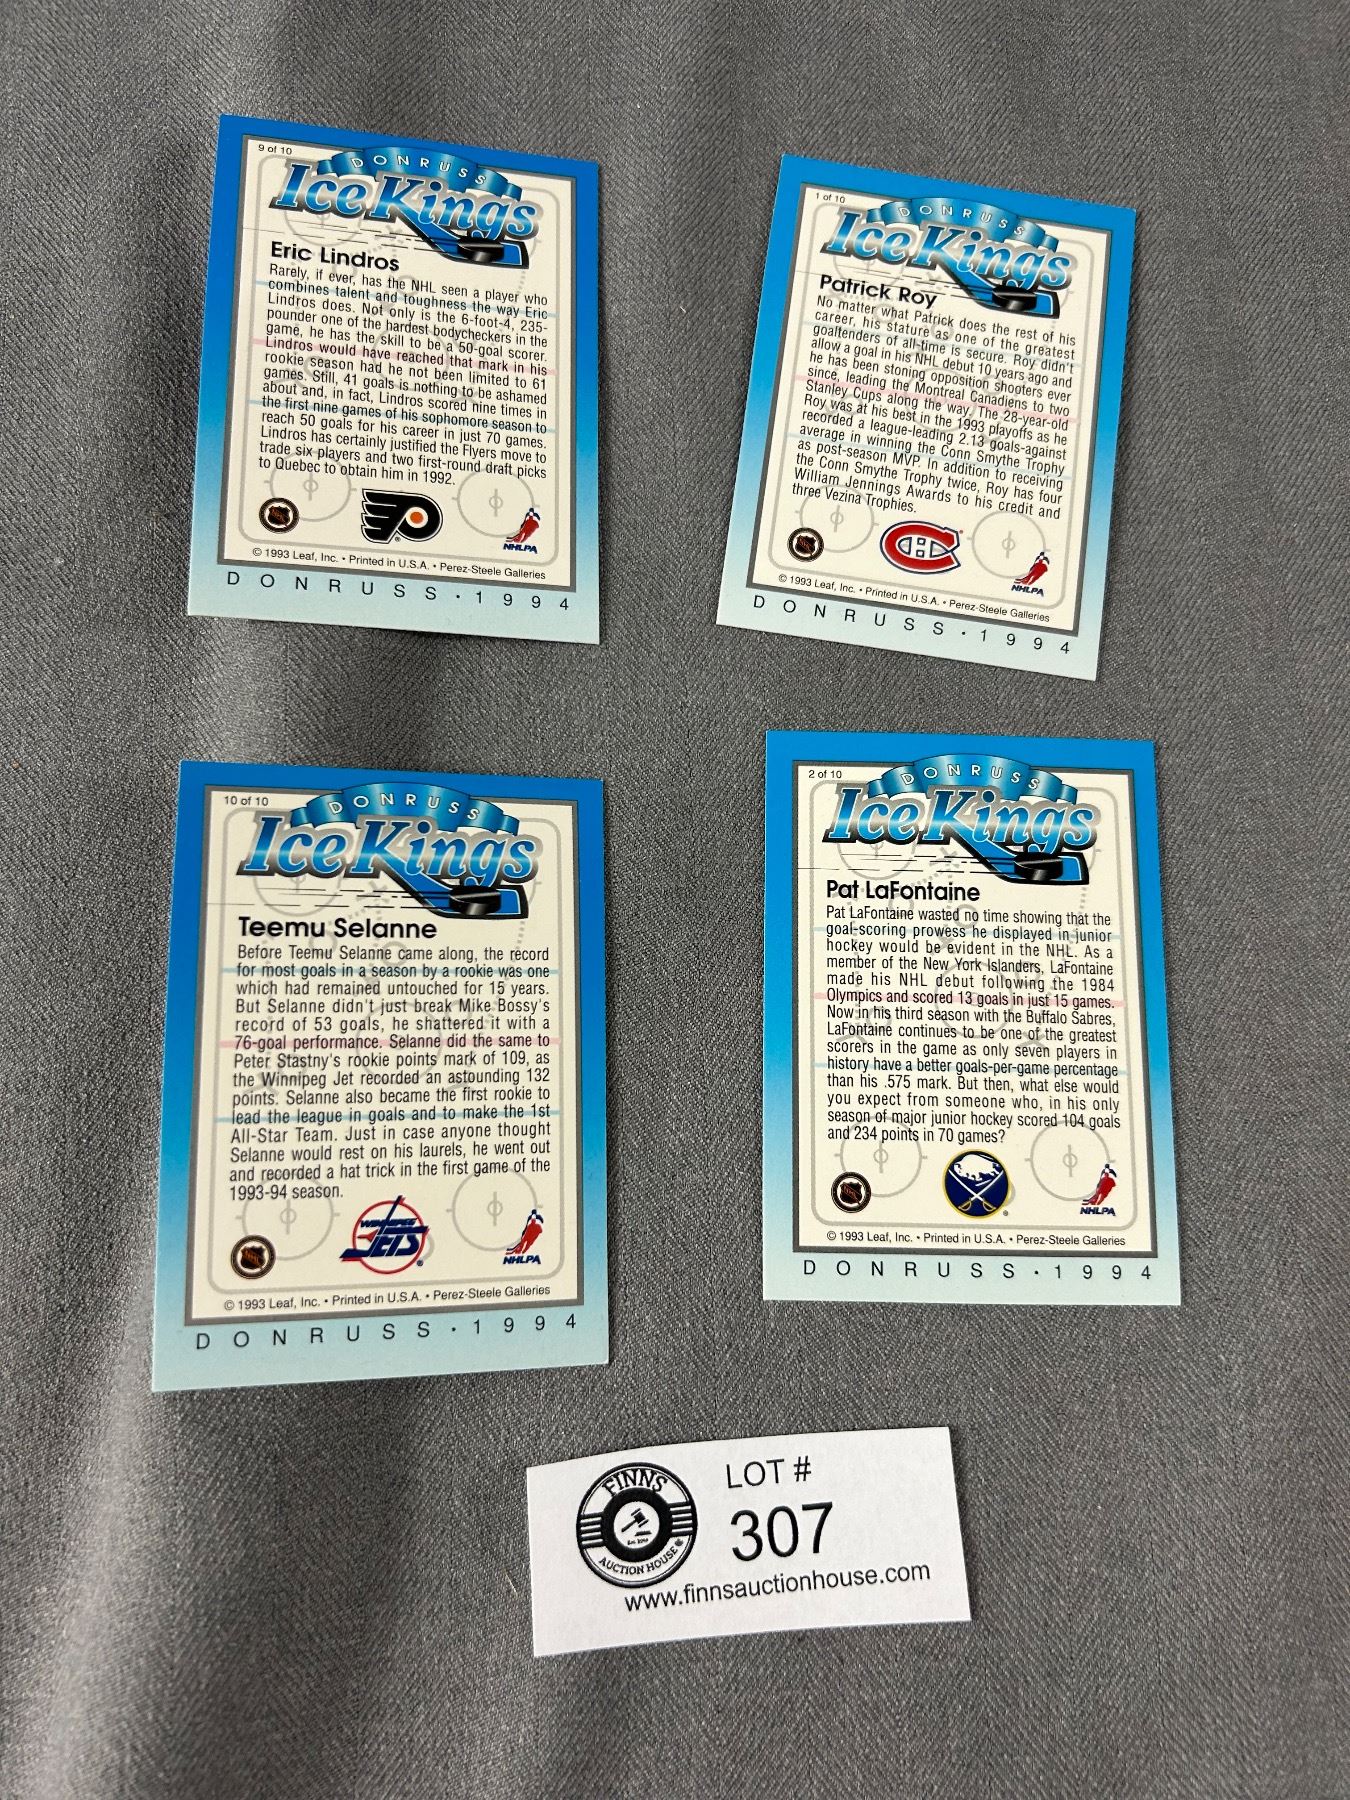 9 of 10
DONRUSS
Ice Kings
Eric Lindros
Rarely, if ever, has the NHL seen a player who
combines talent and toughness the way Eric
Lindros does. Not only is the 6-foot-4, 235-
pounder one of the hardest bodycheckers in the
game, he has the skill to be a 50-goal scorer.
Lindros would have reached that mark in his
rookie season had he not been limited to 61
games. Still, 41 goals is nothing to be ashamed
about and, in fact, Lindros scored nine times in
the first nine games of his sophomore season to
reach 50 goals for his career in just 70 games.
Lindros has certainly justified the Flyers move to
trade six players and two first-round draft picks
to Quebec to obtain him in 1992.
NHLPA
© 1993 Leaf, Inc. • Printed in U.S.A. • Perez-Steele Galleries
DONRUSS · 1994
1 of 10
DONRUSS
Ice Kings
Patrick Roy
No matter what Patrick does the rest of his
career, his stature as one of the greatest
goaltenders of all-time is secure. Roy didn't
allow a goal in his NHL debut 10 years ago and
he has been stoning opposition shooters ever
since, leading the Montreal Canadiens to two
Stanley Cups along the way. The 28-year-old
Roy was at his best in the 1993 playoffs as he
recorded a league-leading 2.13 goals-against
average in winning the Conn Smythe Trophy
as post-season MVP. In addition to receiving
the Conn Smythe Trophy twice, Roy has four
William Jennings Awards to his credit and
three Vezina Trophies.
NHLPA
© 1993 Leaf, Inc. • Printed in U.S.A. • Perez-Steele Galleries
DONRUSS · 1994
10 of 10
DONRUSS
Ice Kings
Teemu Selanne
Before Teemu Selanne came along, the record
for most goals in a season by a rookie was one
which had remained untouched for 15 years.
But Selanne didn't just break Mike Bossy's
record of 53 goals, he shattered it with a
76-goal performance. Selanne did the same to
Peter Stastny's rookie points mark of 109, as
the Winnipeg Jet recorded an astounding 132
points. Selanne also became the first rookie to
lead the league in goals and to make the 1st
All-Star Team. Just in case anyone thought
Selanne would rest on his laurels, he went out
and recorded a hat trick in the first game of the
1993-94 season.
WINNIPEG
JETS
NHLPA
© 1993 Leaf, Inc. • Printed in U.S.A. • Perez-Steele Galleries
DONRUSS · 1994
2 of 10
DONRUSS
Ice Kings
Pat LaFontaine
Pat LaFontaine wasted no time showing that the
goal-scoring prowess he displayed in junior
hockey would be evident in the NHL. As a
member of the New York Islanders, LaFontaine
made his NHL debut following the 1984
Olympics and scored 13 goals in just 15 games.
Now in his third season with the Buffalo Sabres,
LaFontaine continues to be one of the greatest
scorers in the game as only seven players in
history have a better goals-per-game percentage
than his .575 mark. But then, what else would
you expect from someone who, in his only
season of major junior hockey scored 104 goals
and 234 points in 70 games?
NHLPA
© 1993 Leaf, Inc. • Printed in U.S.A. • Perez-Steele Galleries
DONRUSS · 1994
FINNS
AUCTION HOUSE
LOT #
307
www.finnsauctionhouse.com